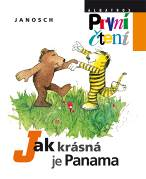 ALBATROS
JANOSCH
První
čtení
Jak krásná
je Panama